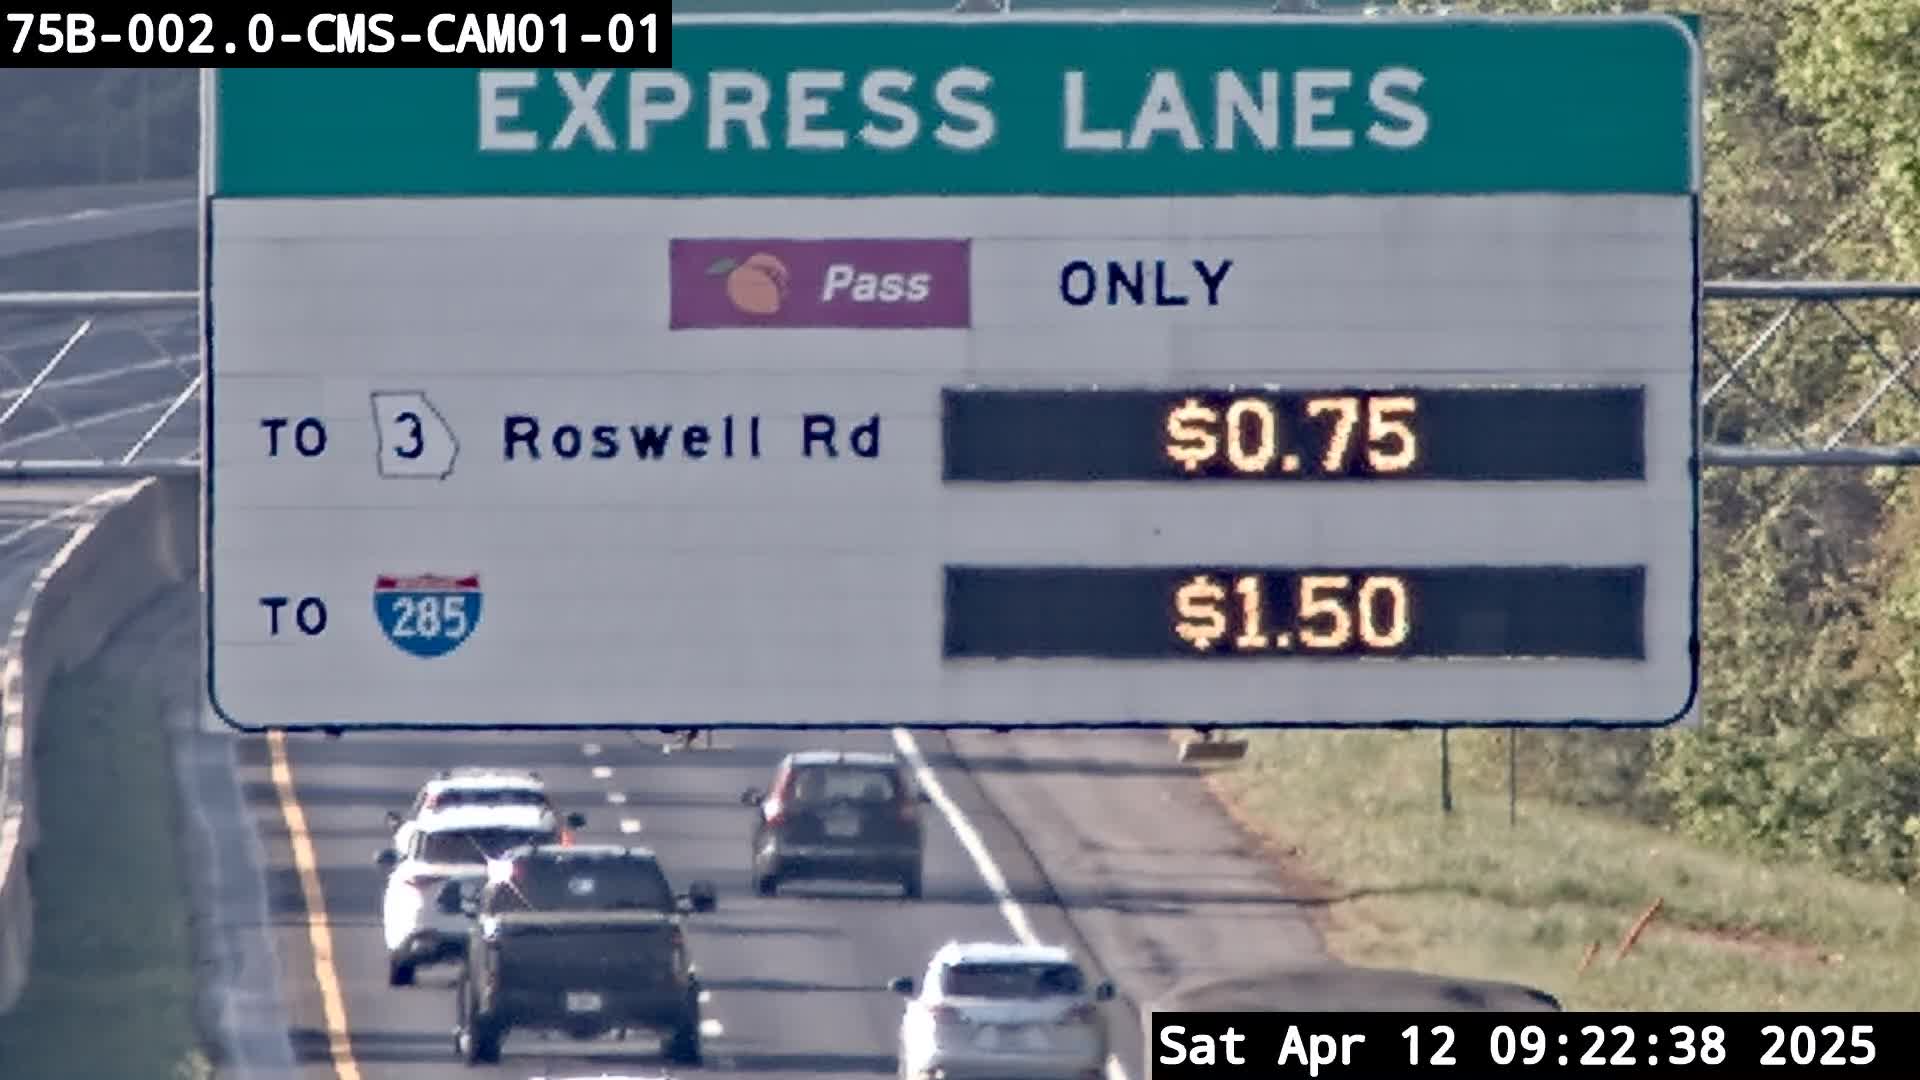 75B-002.0-CMS-CAM01-01
EXPRESS LANES
Pass ONLY
TO 3 Roswell Rd $0.75
TO 285 $1.50
Sat Apr 12 09:22:38 2025